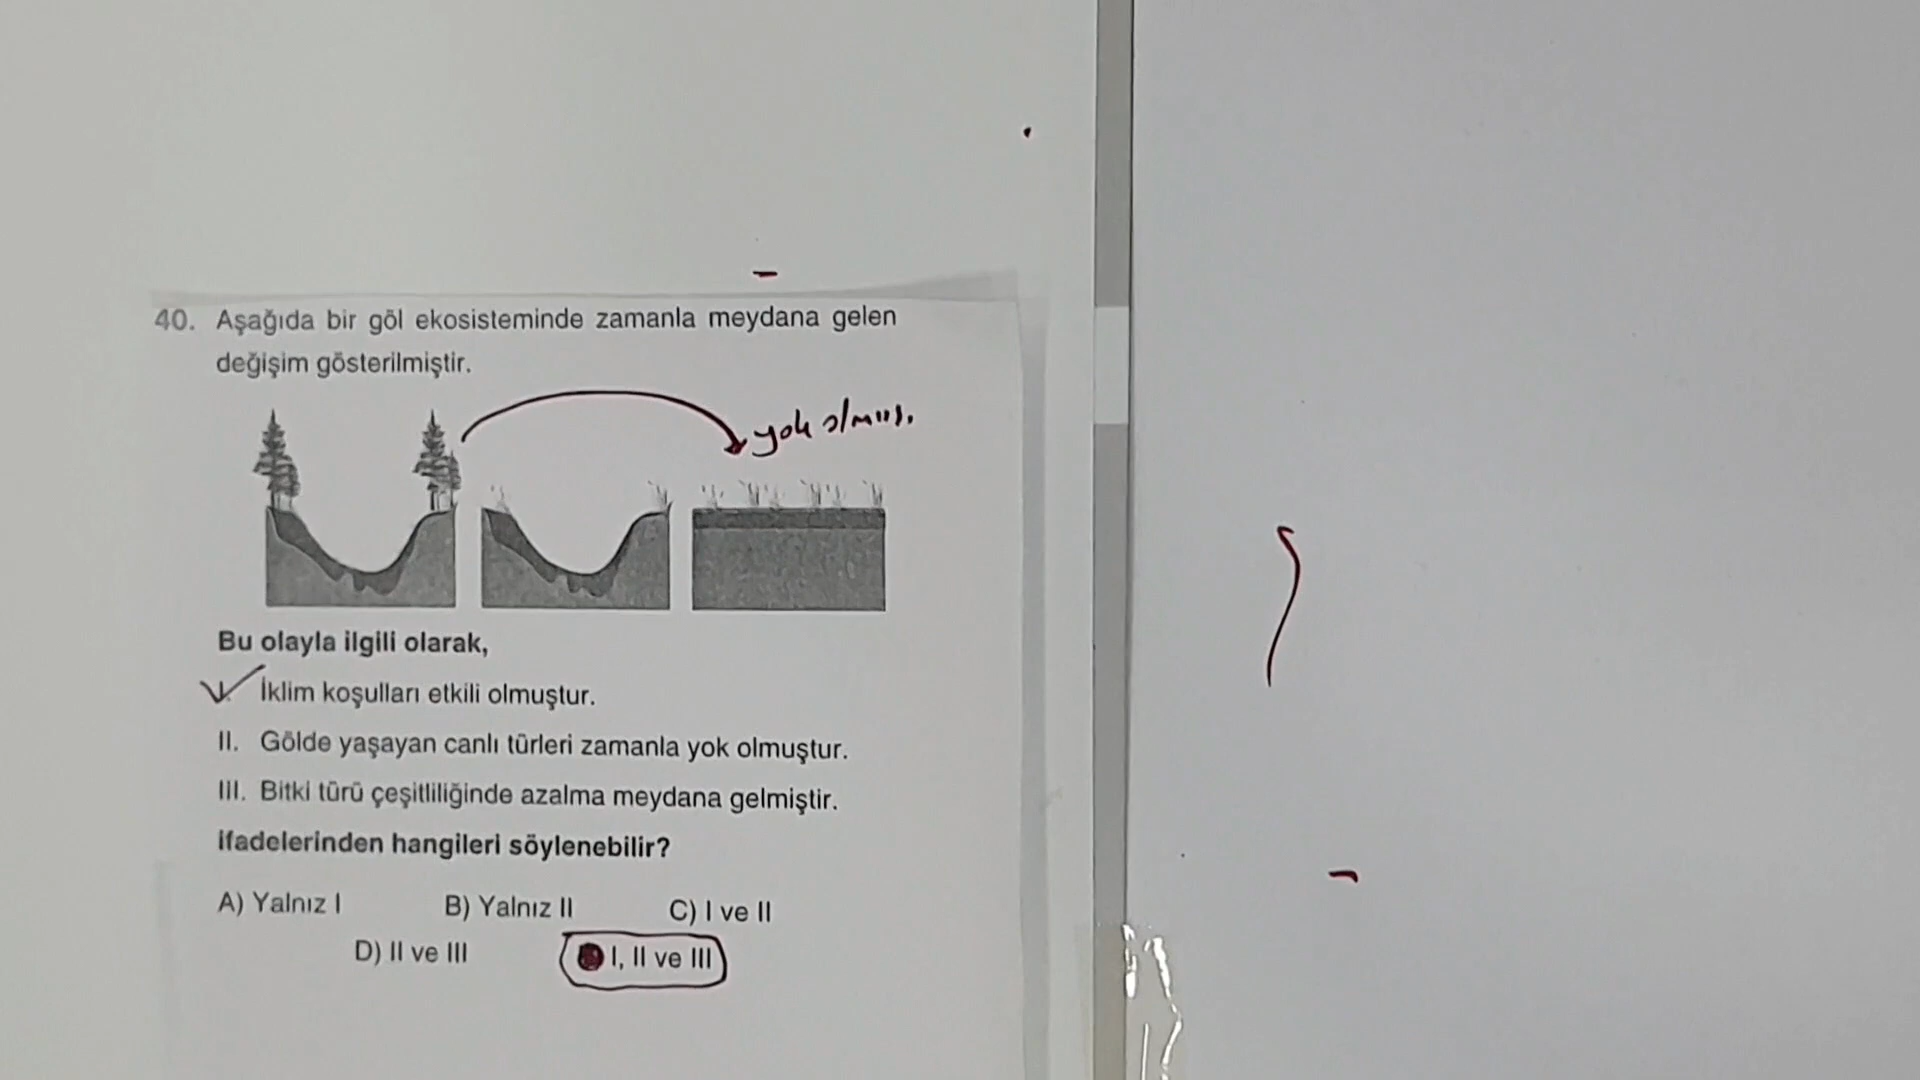 40. Aşağıda bir göl ekosisteminde zamanla meydana gelen
değişim gösterilmiştir.
yok olmuş.
Bu olayla ilgili olarak,
İklim koşulları etkili olmuştur.
II. Gölde yaşayan canlı türleri zamanla yok olmuştur.
III. Bitki türü çeşitliliğinde azalma meydana gelmiştir.
ifadelerinden hangileri söylenebilir?
A) Yalnız I B) Yalnız II C) I ve II
D) II ve III I, II ve III